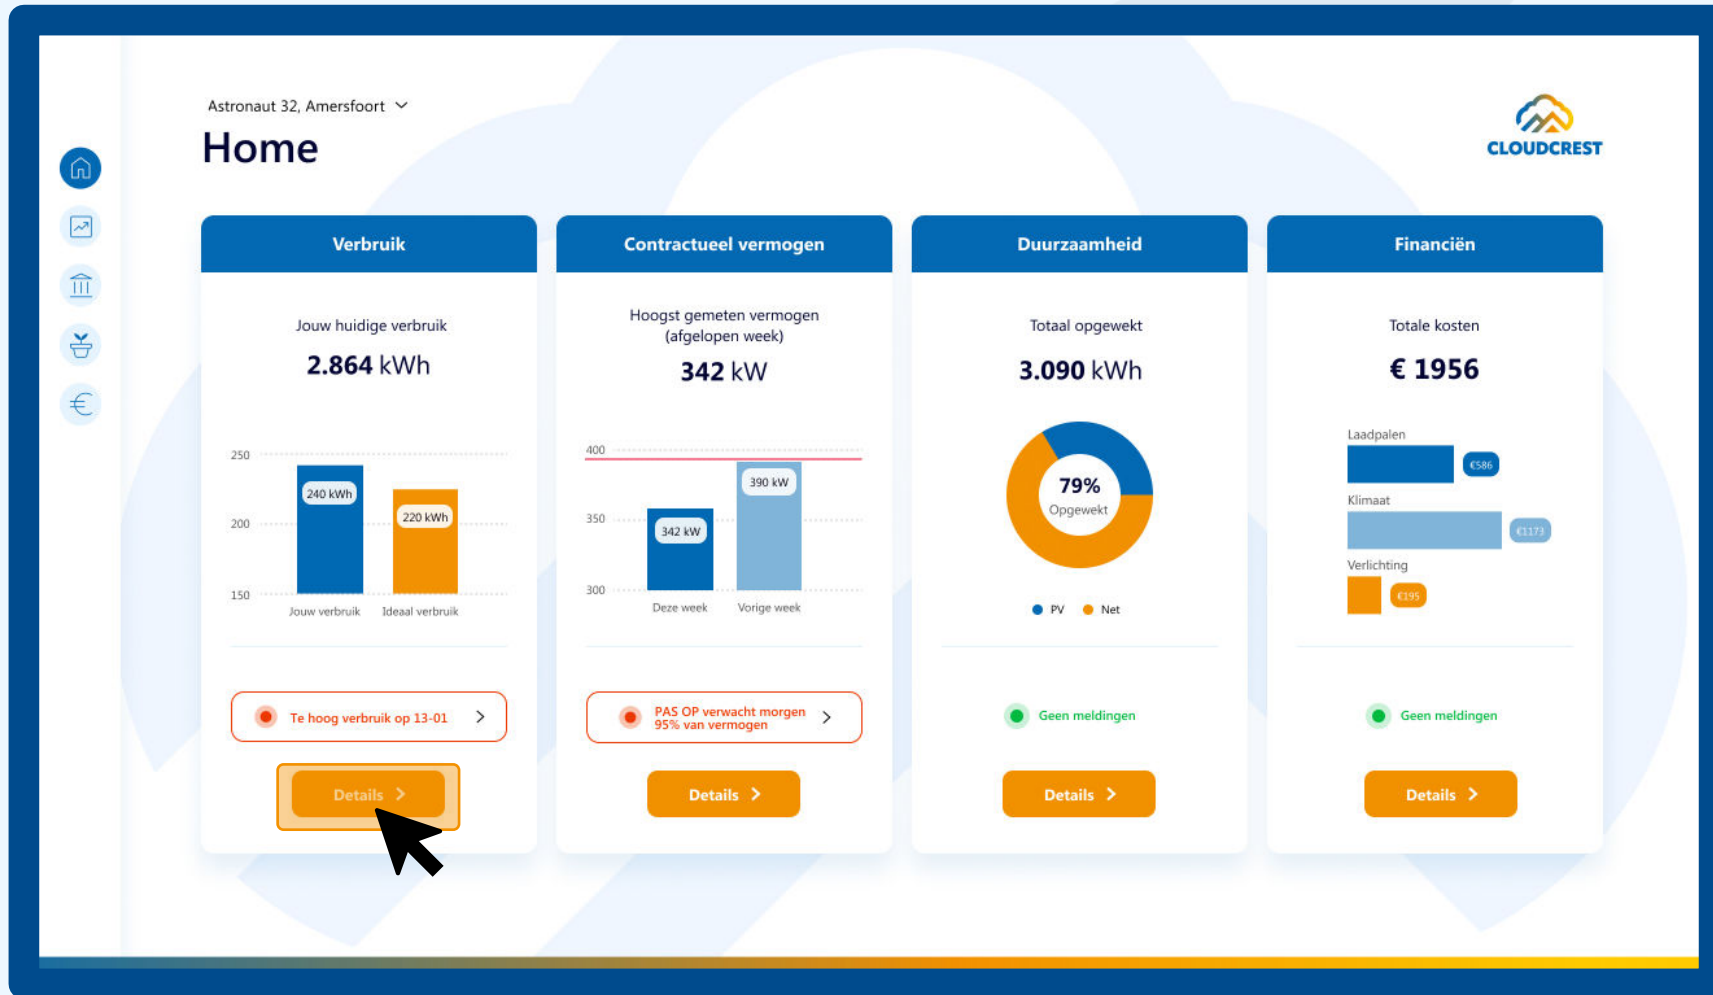 Astronaut 32, Amersfoort
Home
CLOUDCREST
Verbruik
Jouw huidige verbruik
2.864 kWh
250
200
150
240 kWh
220 kWh
Jouw verbruik
Ideaal verbruik
Te hoog verbruik op 13-01
Details
Contractueel vermogen
Hoogst gemeten vermogen
(afgelopen week)
342 kW
400
350
300
342 kW
390 kW
Deze week
Vorige week
PAS OP verwacht morgen
95% van vermogen
Details
Duurzaamheid
Totaal opgewekt
3.090 kWh
79%
Opgewekt
PV
Net
Geen meldingen
Details
Financiën
Totale kosten
€ 1956
Laadpalen
€586
Klimaat
€1173
Verlichting
€195
Geen meldingen
Details